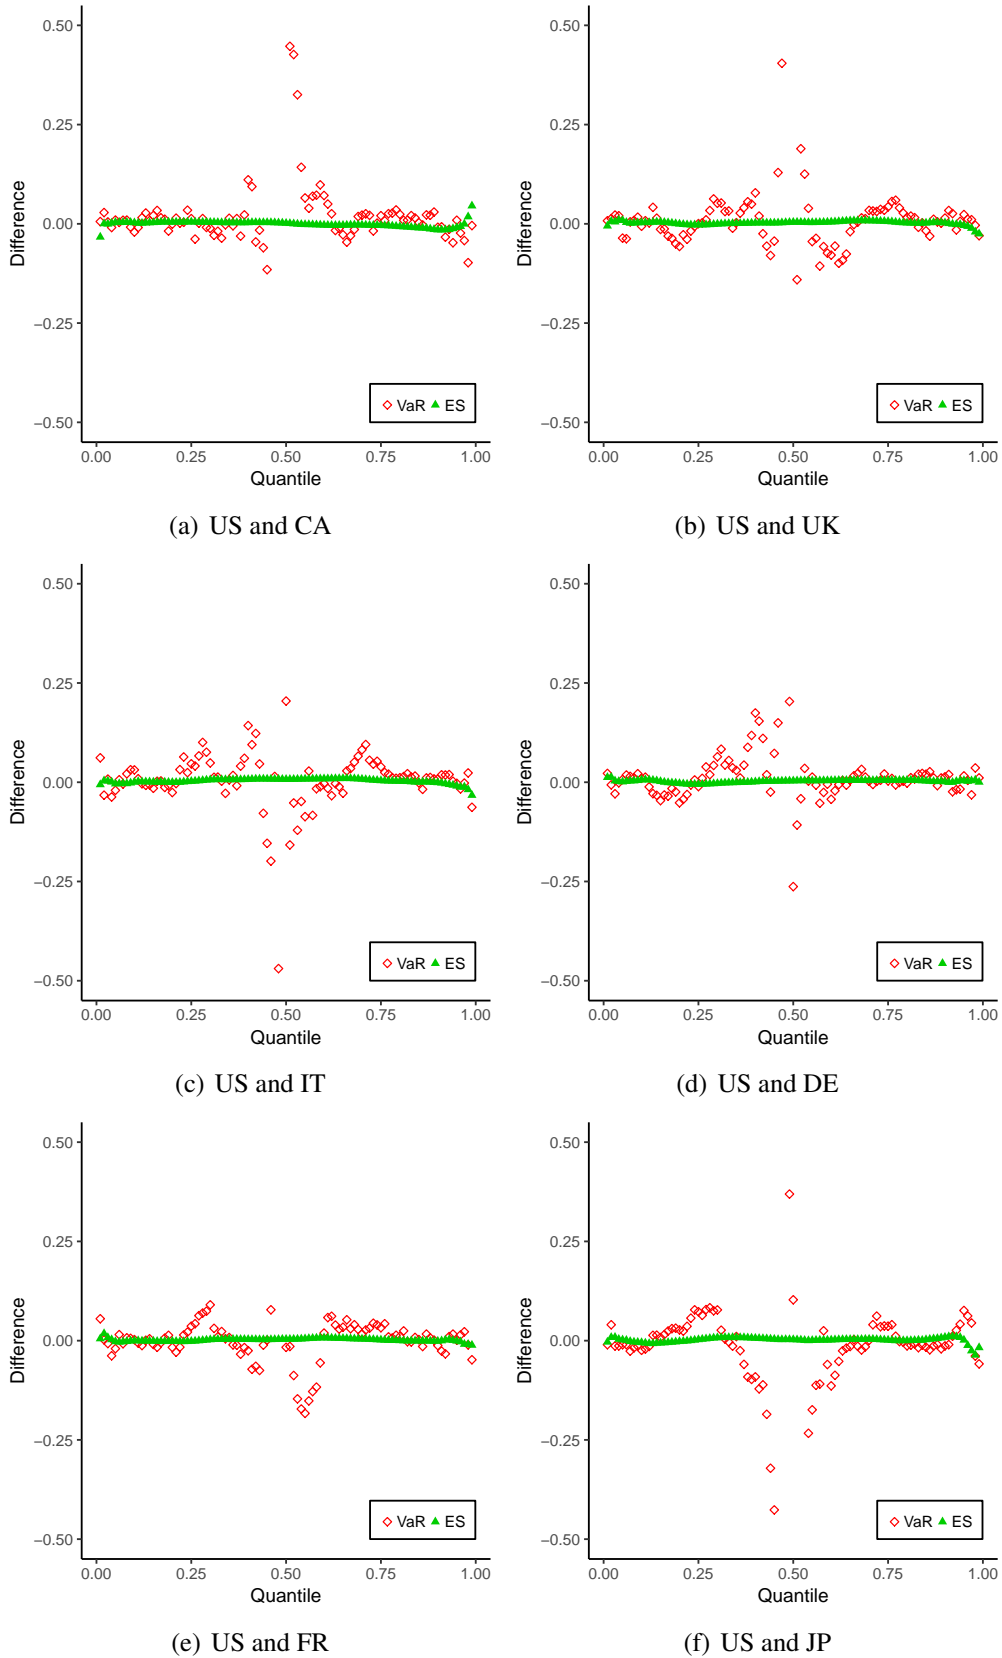 0.50
0.25
0.00
−0.25
−0.50
Difference
0.00 0.25 0.50 0.75 1.00
Quantile
VaR ES
(a) US and CA
0.50
0.25
0.00
−0.25
−0.50
Difference
0.00 0.25 0.50 0.75 1.00
Quantile
VaR ES
(b) US and UK
0.50
0.25
0.00
−0.25
−0.50
Difference
0.00 0.25 0.50 0.75 1.00
Quantile
VaR ES
(c) US and IT
0.50
0.25
0.00
−0.25
−0.50
Difference
0.00 0.25 0.50 0.75 1.00
Quantile
VaR ES
(d) US and DE
0.50
0.25
0.00
−0.25
−0.50
Difference
0.00 0.25 0.50 0.75 1.00
Quantile
VaR ES
(e) US and FR
0.50
0.25
0.00
−0.25
−0.50
Difference
0.00 0.25 0.50 0.75 1.00
Quantile
VaR ES
(f) US and JP